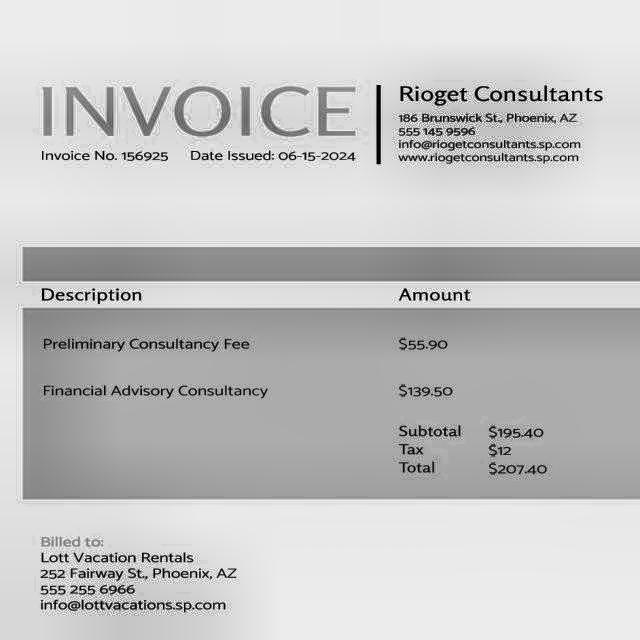 INVOICE
Invoice No. 156925 Date Issued: 06-15-2024
Rioget Consultants
186 Brunswick St., Phoenix, AZ
555 145 9596
info@riogetconsultants.sp.com
www.riogetconsultants.sp.com
Description Amount
Preliminary Consultancy Fee $55.90
Financial Advisory Consultancy $139.50
Subtotal $195.40
Tax $12
Total $207.40
Billed to:
Lott Vacation Rentals
252 Fairway St., Phoenix, AZ
555 255 6966
info@lottvacations.sp.com